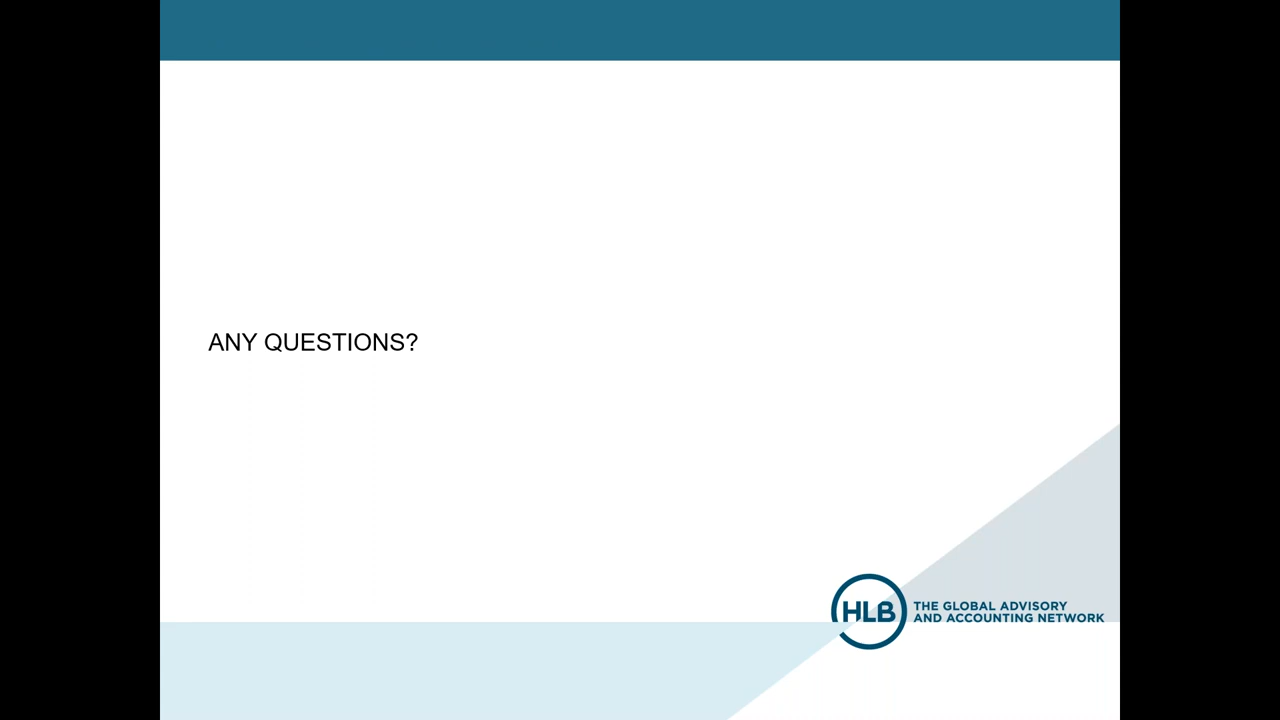 ANY QUESTIONS?
HLB
THE GLOBAL ADVISORY
AND ACCOUNTING NETWORK